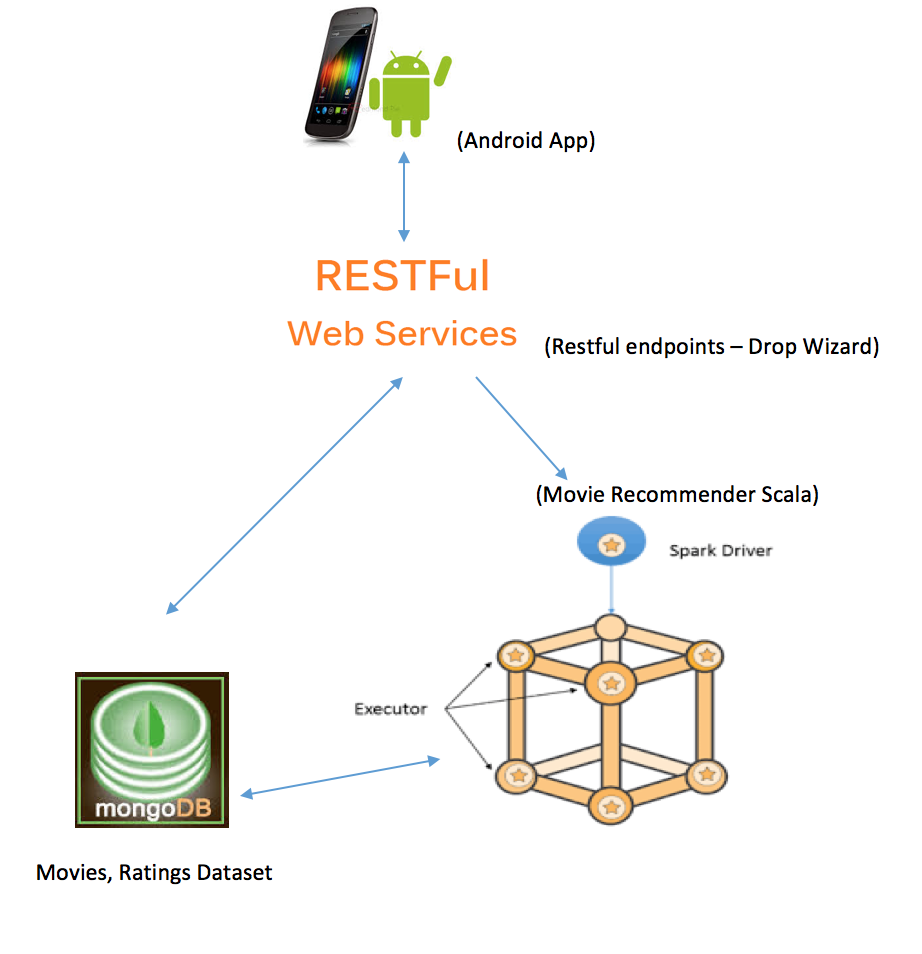 (Android App)
RESTFul
Web Services
(Restful endpoints – Drop Wizard)
(Movie Recommender Scala)
Spark Driver
Executor
mongoDB
Movies, Ratings Dataset